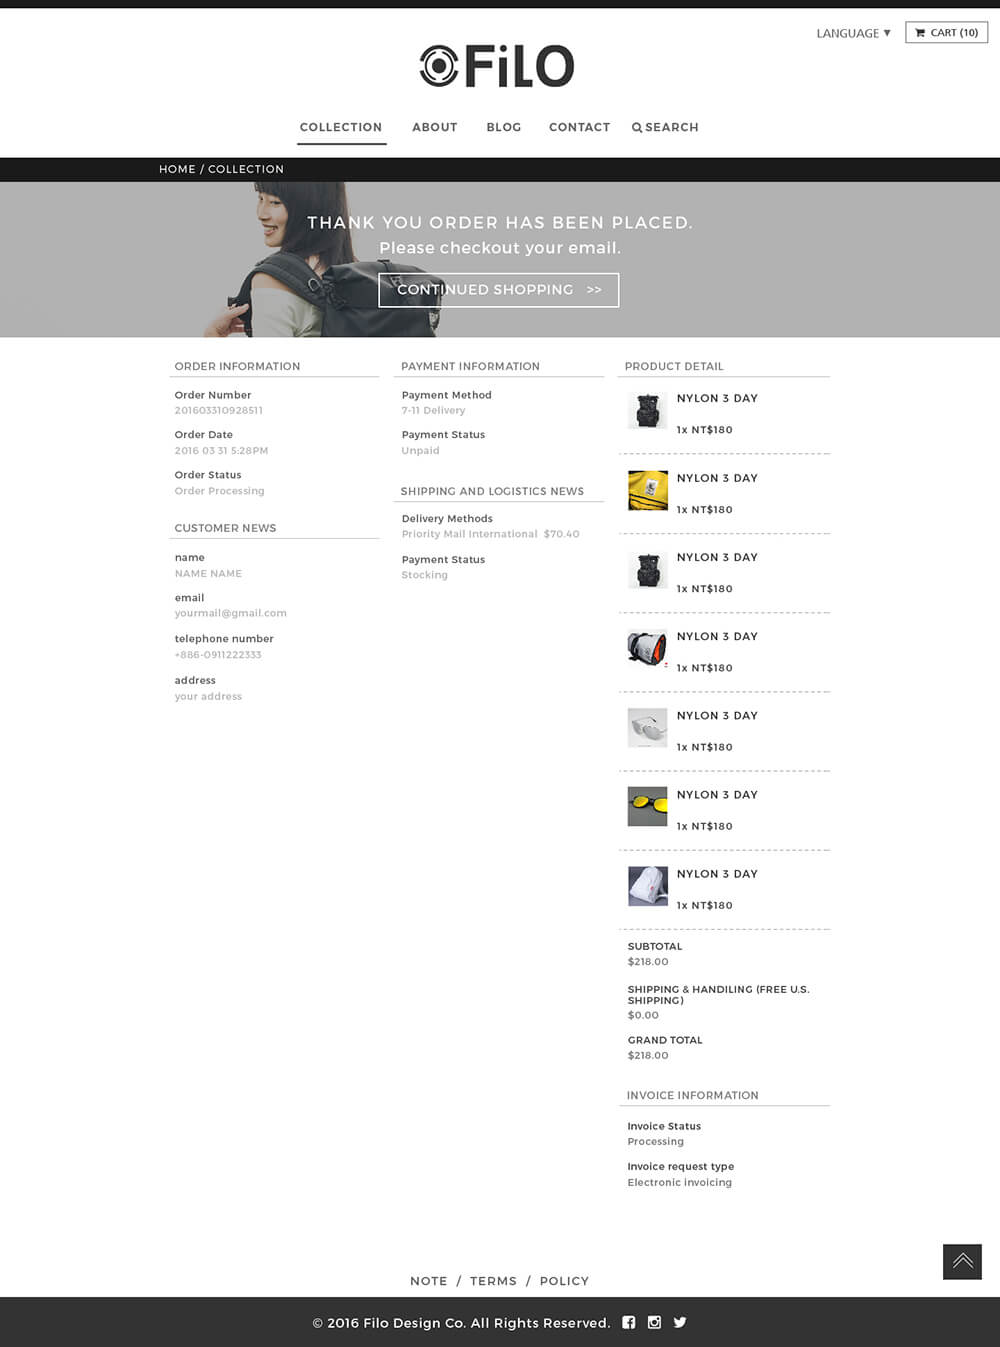 LANGUAGE ▼
CART (10)
FiLO
COLLECTION ABOUT BLOG CONTACT SEARCH
HOME / COLLECTION
THANK YOU ORDER HAS BEEN PLACED.
Please checkout your email.
CONTINUED SHOPPING >>
ORDER INFORMATION
Order Number
201603310928511
Order Date
2016 03 31 5:28PM
Order Status
Order Processing
CUSTOMER NEWS
name
NAME NAME
email
yourmail@gmail.com
telephone number
+886-0911222333
address
your address
PAYMENT INFORMATION
Payment Method
7-11 Delivery
Payment Status
Unpaid
SHIPPING AND LOGISTICS NEWS
Delivery Methods
Priority Mail International $70.40
Payment Status
Stocking
PRODUCT DETAIL
NYLON 3 DAY
1x NT$180
NYLON 3 DAY
1x NT$180
NYLON 3 DAY
1x NT$180
NYLON 3 DAY
1x NT$180
NYLON 3 DAY
1x NT$180
NYLON 3 DAY
1x NT$180
NYLON 3 DAY
1x NT$180
SUBTOTAL
$218.00
SHIPPING & HANDILING (FREE U.S.
SHIPPING)
$0.00
GRAND TOTAL
$218.00
INVOICE INFORMATION
Invoice Status
Processing
Invoice request type
Electronic invoicing
NOTE / TERMS / POLICY
© 2016 Filo Design Co. All Rights Reserved.